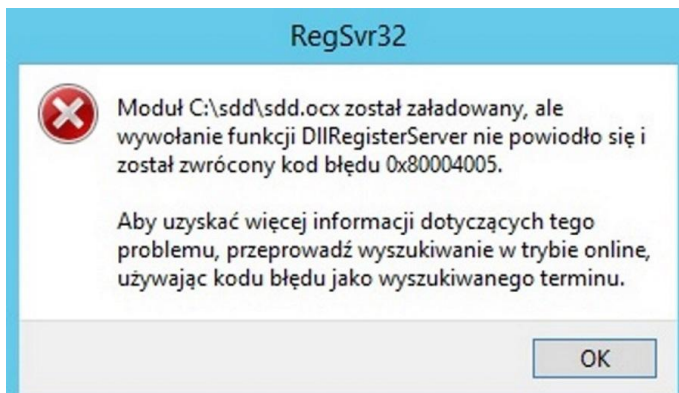 RegSvr32
Moduł C:\sdd\sdd.ocx został załadowany, ale
wywołanie funkcji DllRegisterServer nie powiodło się i
został zwrócony kod błędu 0x80004005.
Aby uzyskać więcej informacji dotyczących tego
problemu, przeprowadź wyszukiwanie w trybie online,
używając kodu błędu jako wyszukiwanego terminu.
OK